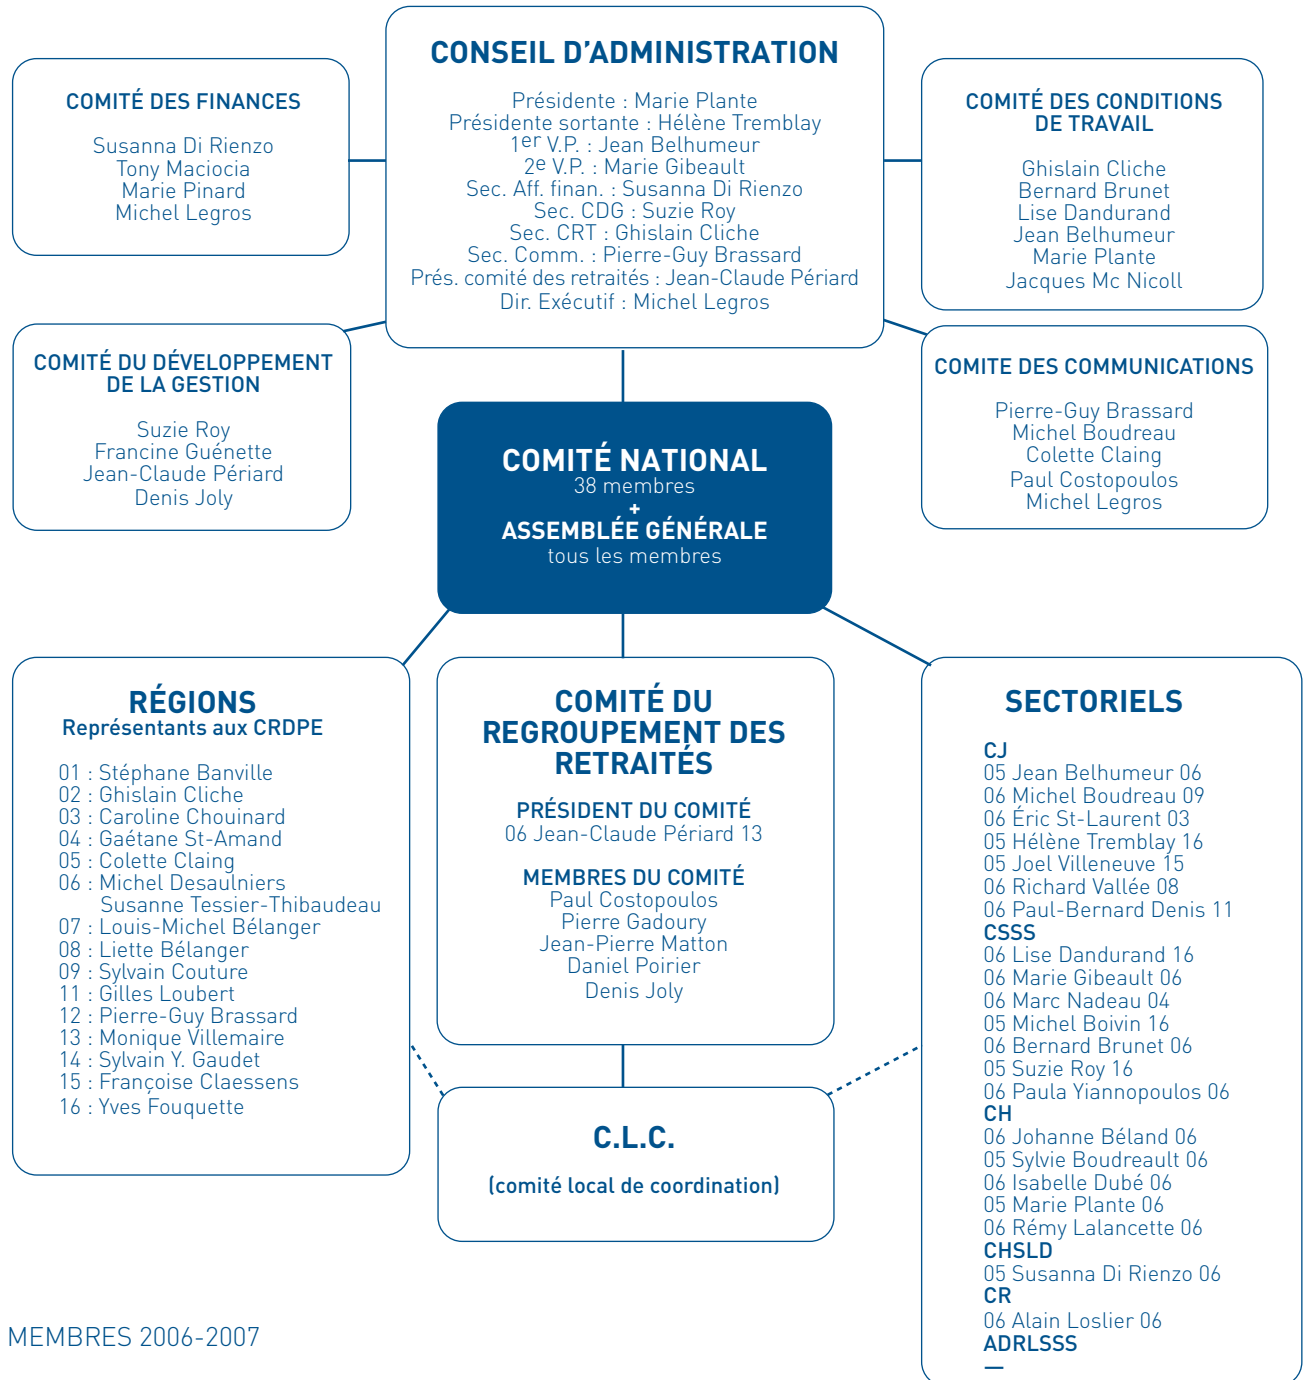 CONSEIL D'ADMINISTRATION
Présidente : Marie Plante
Présidente sortante : Hélène Tremblay
1er V.P. : Jean Belhumeur
2e V.P. : Marie Gibeault
Sec. Aff. finan. : Susanna Di Rienzo
Sec. CDG : Suzie Roy
Sec. CRT : Ghislain Cliche
Sec. Comm. : Pierre-Guy Brassard
Prés. comité des retraités : Jean-Claude Périard
Dir. Exécutif : Michel Legros
COMITÉ DES FINANCES
Susanna Di Rienzo
Tony Maciocia
Marie Pinard
Michel Legros
COMITÉ DES CONDITIONS
DE TRAVAIL
Ghislain Cliche
Bernard Brunet
Lise Dandurand
Jean Belhumeur
Marie Plante
Jacques Mc Nicoll
COMITÉ DU DÉVELOPPEMENT
DE LA GESTION
Suzie Roy
Francine Guénette
Jean-Claude Périard
Denis Joly
COMITE DES COMMUNICATIONS
Pierre-Guy Brassard
Michel Boudreau
Colette Claing
Paul Costopoulos
Michel Legros
COMITÉ NATIONAL
38 membres
+
ASSEMBLÉE GÉNÉRALE
tous les membres
RÉGIONS
Représentants aux CRDPE
01 : Stéphane Banville
02 : Ghislain Cliche
03 : Caroline Chouinard
04 : Gaétane St-Amand
05 : Colette Claing
06 : Michel Desaulniers
Susanne Tessier-Thibaudeau
07 : Louis-Michel Bélanger
08 : Liette Bélanger
09 : Sylvain Couture
11 : Gilles Loubert
12 : Pierre-Guy Brassard
13 : Monique Villemaire
14 : Sylvain Y. Gaudet
15 : Françoise Claessens
16 : Yves Fouquette
COMITÉ DU
REGROUPEMENT DES
RETRAITÉS
PRÉSIDENT DU COMITÉ
06 Jean-Claude Périard 13
MEMBRES DU COMITÉ
Paul Costopoulos
Pierre Gadoury
Jean-Pierre Matton
Daniel Poirier
Denis Joly
C.L.C.
(comité local de coordination)
SECTORIELS
CJ
05 Jean Belhumeur 06
06 Michel Boudreau 09
06 Éric St-Laurent 03
05 Hélène Tremblay 16
05 Joel Villeneuve 15
06 Richard Vallée 08
06 Paul-Bernard Denis 11
CSSS
06 Lise Dandurand 16
06 Marie Gibeault 06
06 Marc Nadeau 04
05 Michel Boivin 16
06 Bernard Brunet 06
05 Suzie Roy 16
06 Paula Yiannopoulos 06
CH
06 Johanne Béland 06
05 Sylvie Boudreault 06
06 Isabelle Dubé 06
05 Marie Plante 06
06 Rémy Lalancette 06
CHSLD
05 Susanna Di Rienzo 06
CR
06 Alain Loslier 06
ADRLSSS
—
MEMBRES 2006-2007